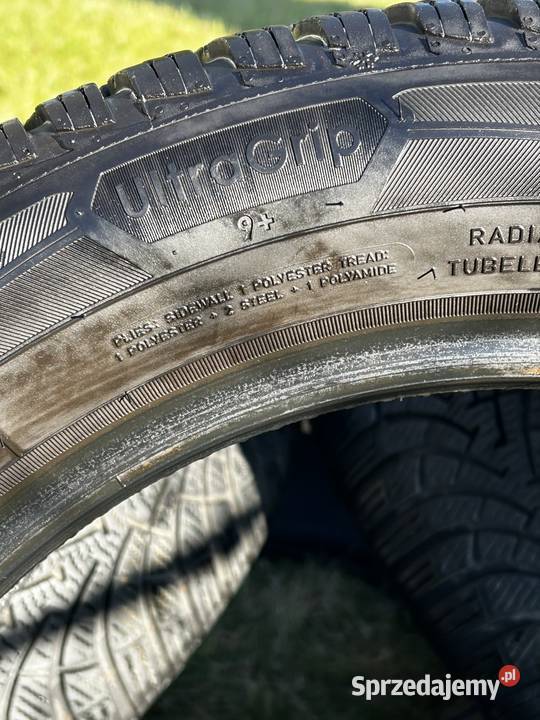 UltraGrip
9+
PLIES: SIDEWALL 1 POLYESTER TREAD:
1 POLYESTER + 2 STEEL + 1 POLYAMIDE
RADIA
TUBELE
Sprzedajemy.pl